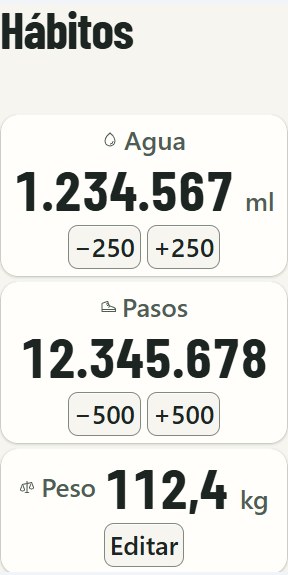 Hábitos
Agua
1.234.567 ml
−250 +250
Pasos
12.345.678
−500 +500
Peso 112,4 kg
Editar